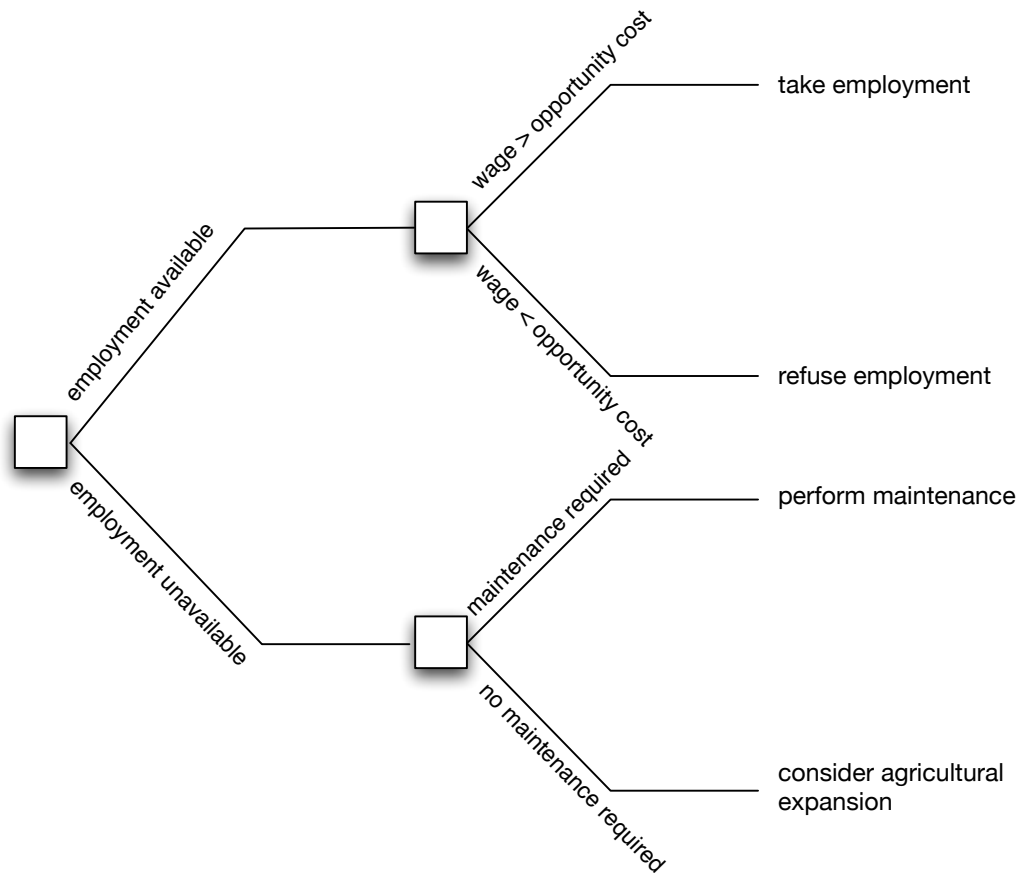 wage > opportunity cost
take employment
employment available
wage < opportunity cost
refuse employment
maintenance required
perform maintenance
employment unavailable
no maintenance required
consider agricultural
expansion